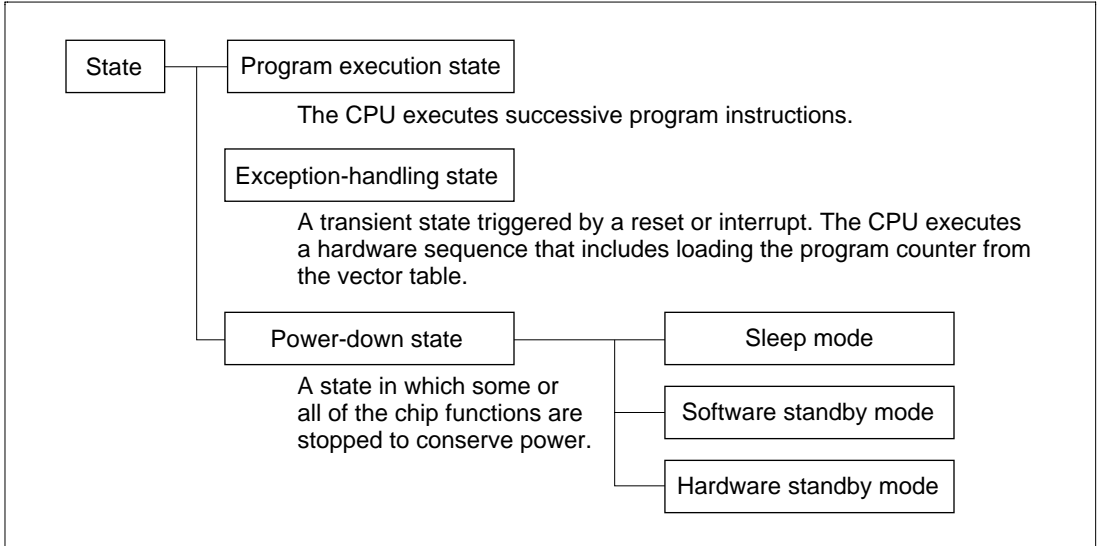 State
Program execution state
The CPU executes successive program instructions.
Exception-handling state
A transient state triggered by a reset or interrupt. The CPU executes
a hardware sequence that includes loading the program counter from
the vector table.
Power-down state
A state in which some or
all of the chip functions are
stopped to conserve power.
Sleep mode
Software standby mode
Hardware standby mode